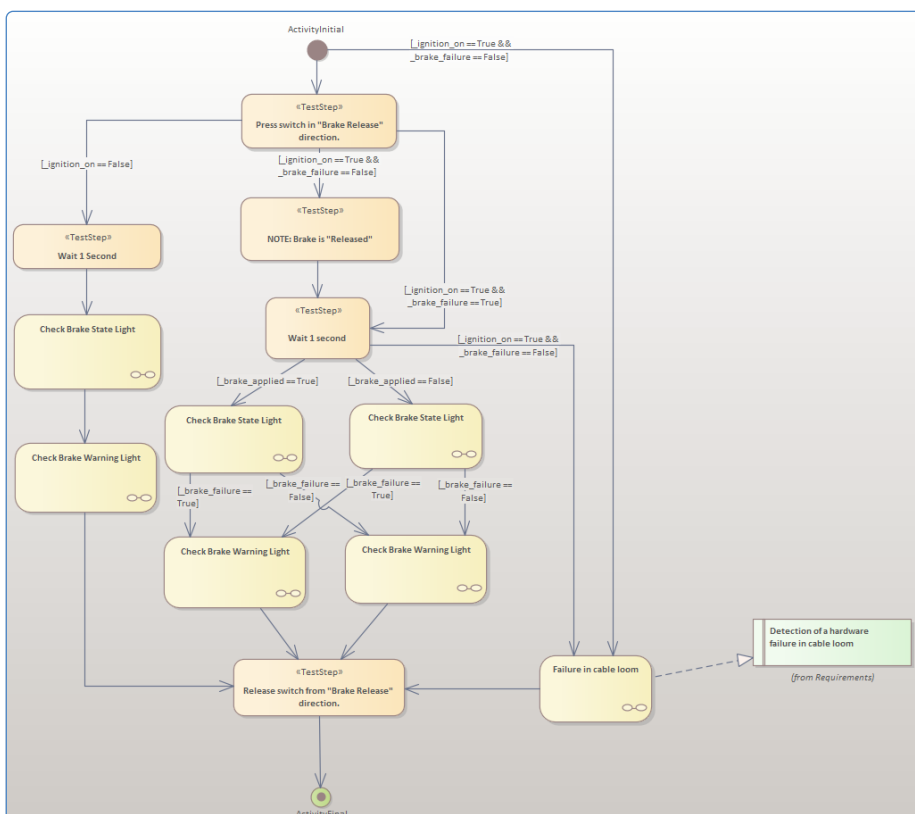 ActivityInitial
[_ignition_on ==True &&
_brake_failure ==False]
«TestStep»
Press switch in "Brake Release"
direction.
[_ignition_on ==False]
[_ignition_on ==True &&
_brake_failure ==False]
«TestStep»
Wait 1 Second
«TestStep»
NOTE: Brake is "Released"
[_ignition_on ==True &&
_brake_failure ==True]
«TestStep»
Wait 1 second
[_ignition_on ==True &&
_brake_failure ==False]
Check Brake State Light
[_brake_applied ==True]
[_brake_applied ==False]
Check Brake State Light
Check Brake State Light
Check Brake Warning Light
[_brake_failure ==
True]
[_brake_failure ==
False]
[_brake_failure ==
True]
[_brake_failure ==
False]
Check Brake Warning Light
Check Brake Warning Light
«TestStep»
Release switch from "Brake Release"
direction.
Failure in cable loom
Detection of a hardware
failure in cable loom
(from Requirements)
ActivityFinal